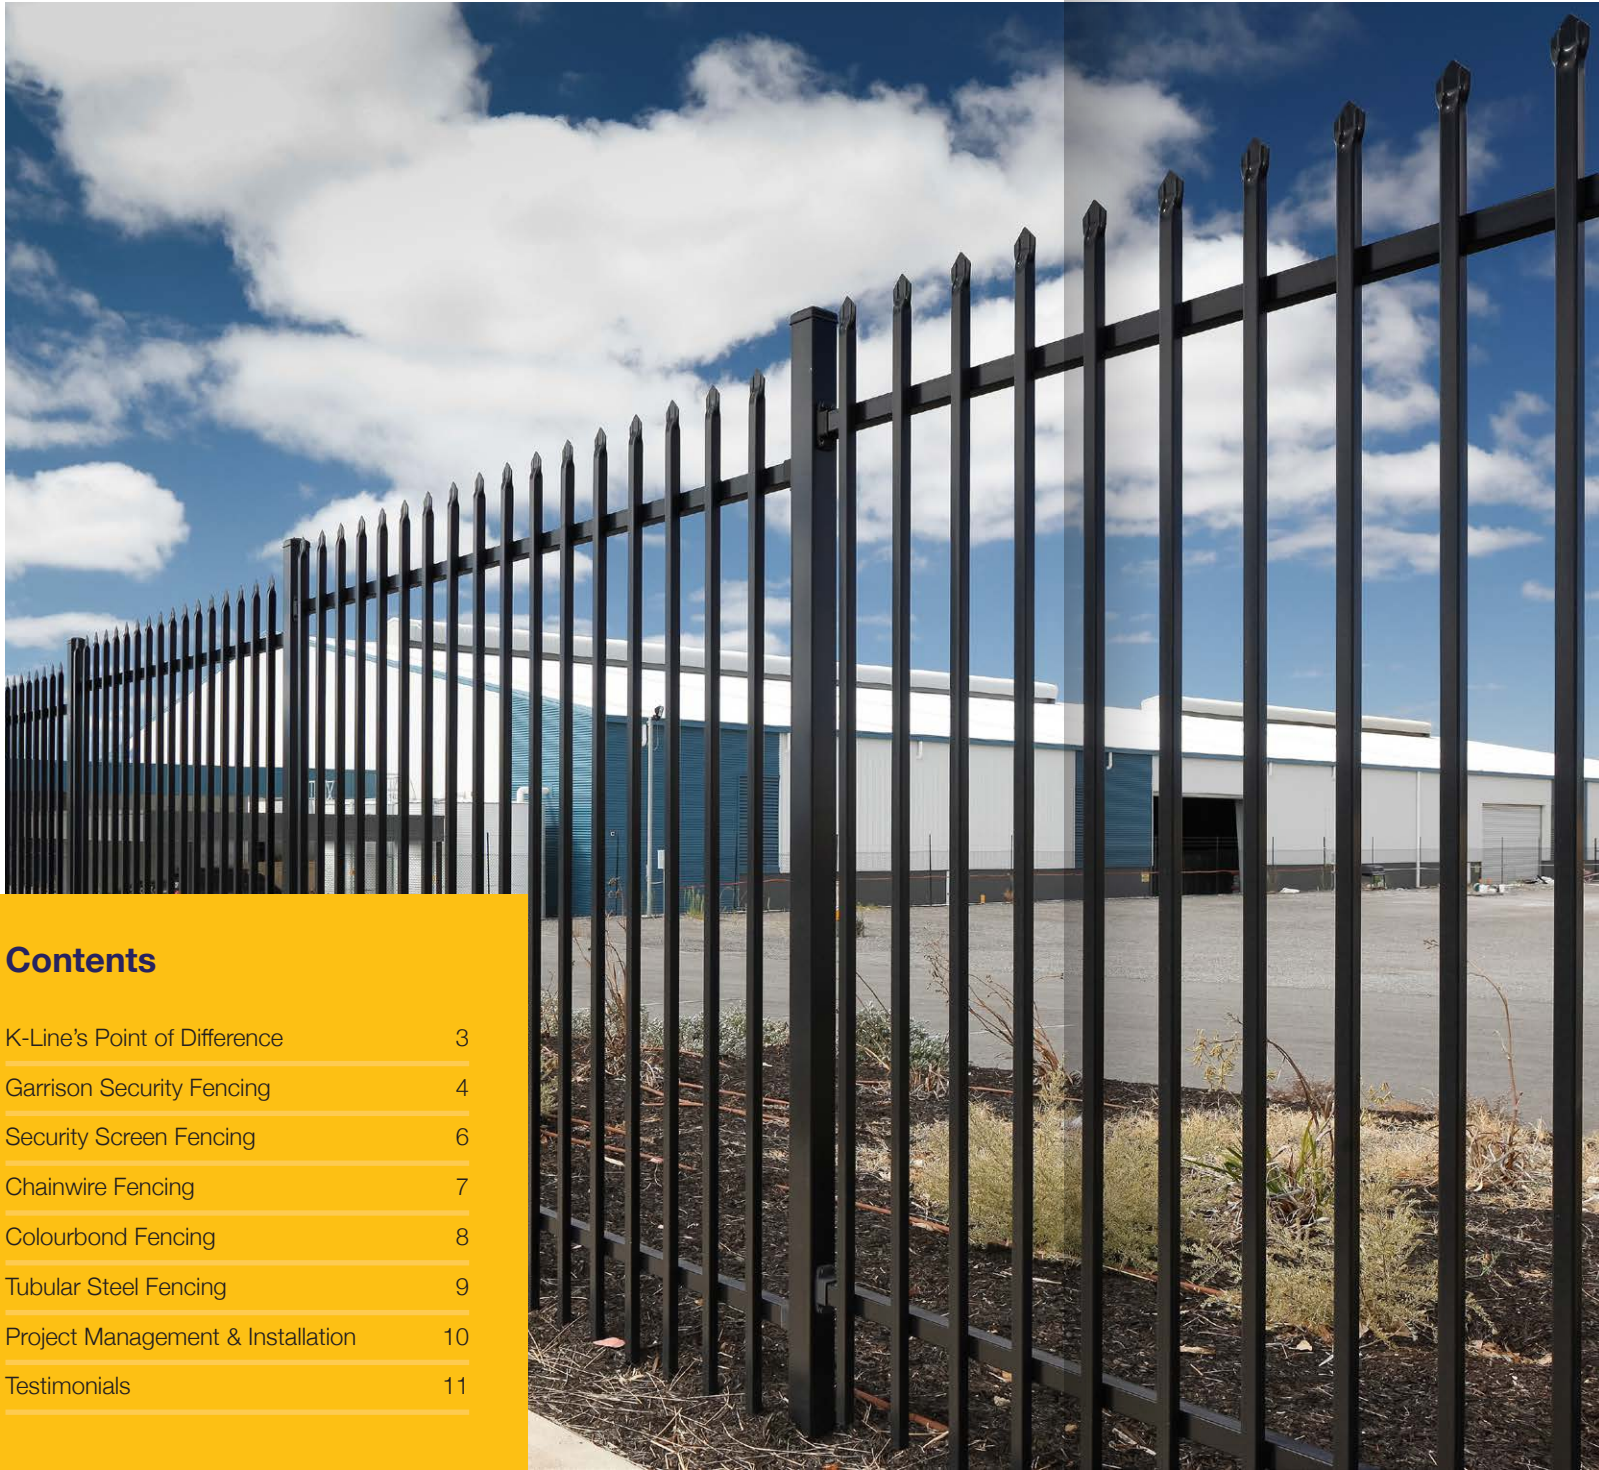 Contents
K-Line’s Point of Difference 3
Garrison Security Fencing 4
Security Screen Fencing 6
Chainwire Fencing 7
Colourbond Fencing 8
Tubular Steel Fencing 9
Project Management & Installation 10
Testimonials 11